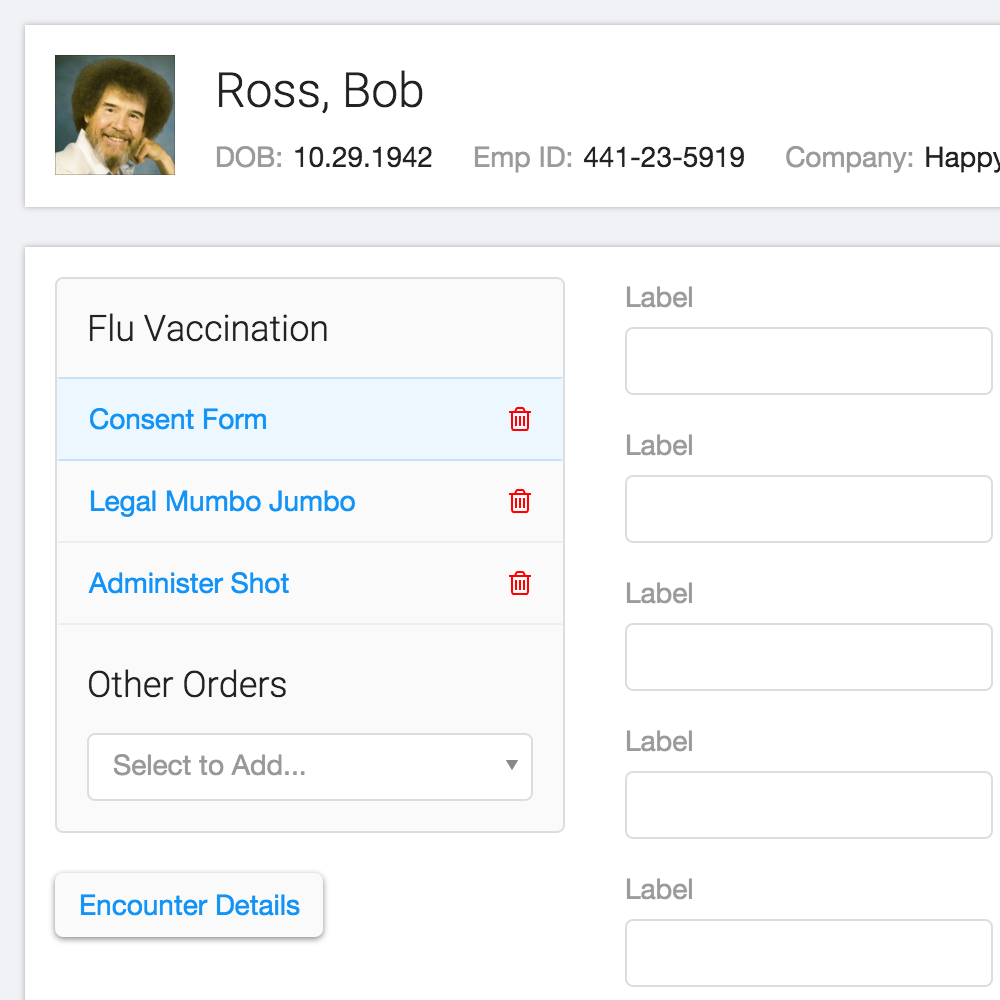 Ross, Bob
DOB: 10.29.1942 Emp ID: 441-23-5919 Company: Happy
Flu Vaccination
Consent Form
Legal Mumbo Jumbo
Administer Shot
Other Orders
Select to Add...
Encounter Details
Label
Label
Label
Label
Label